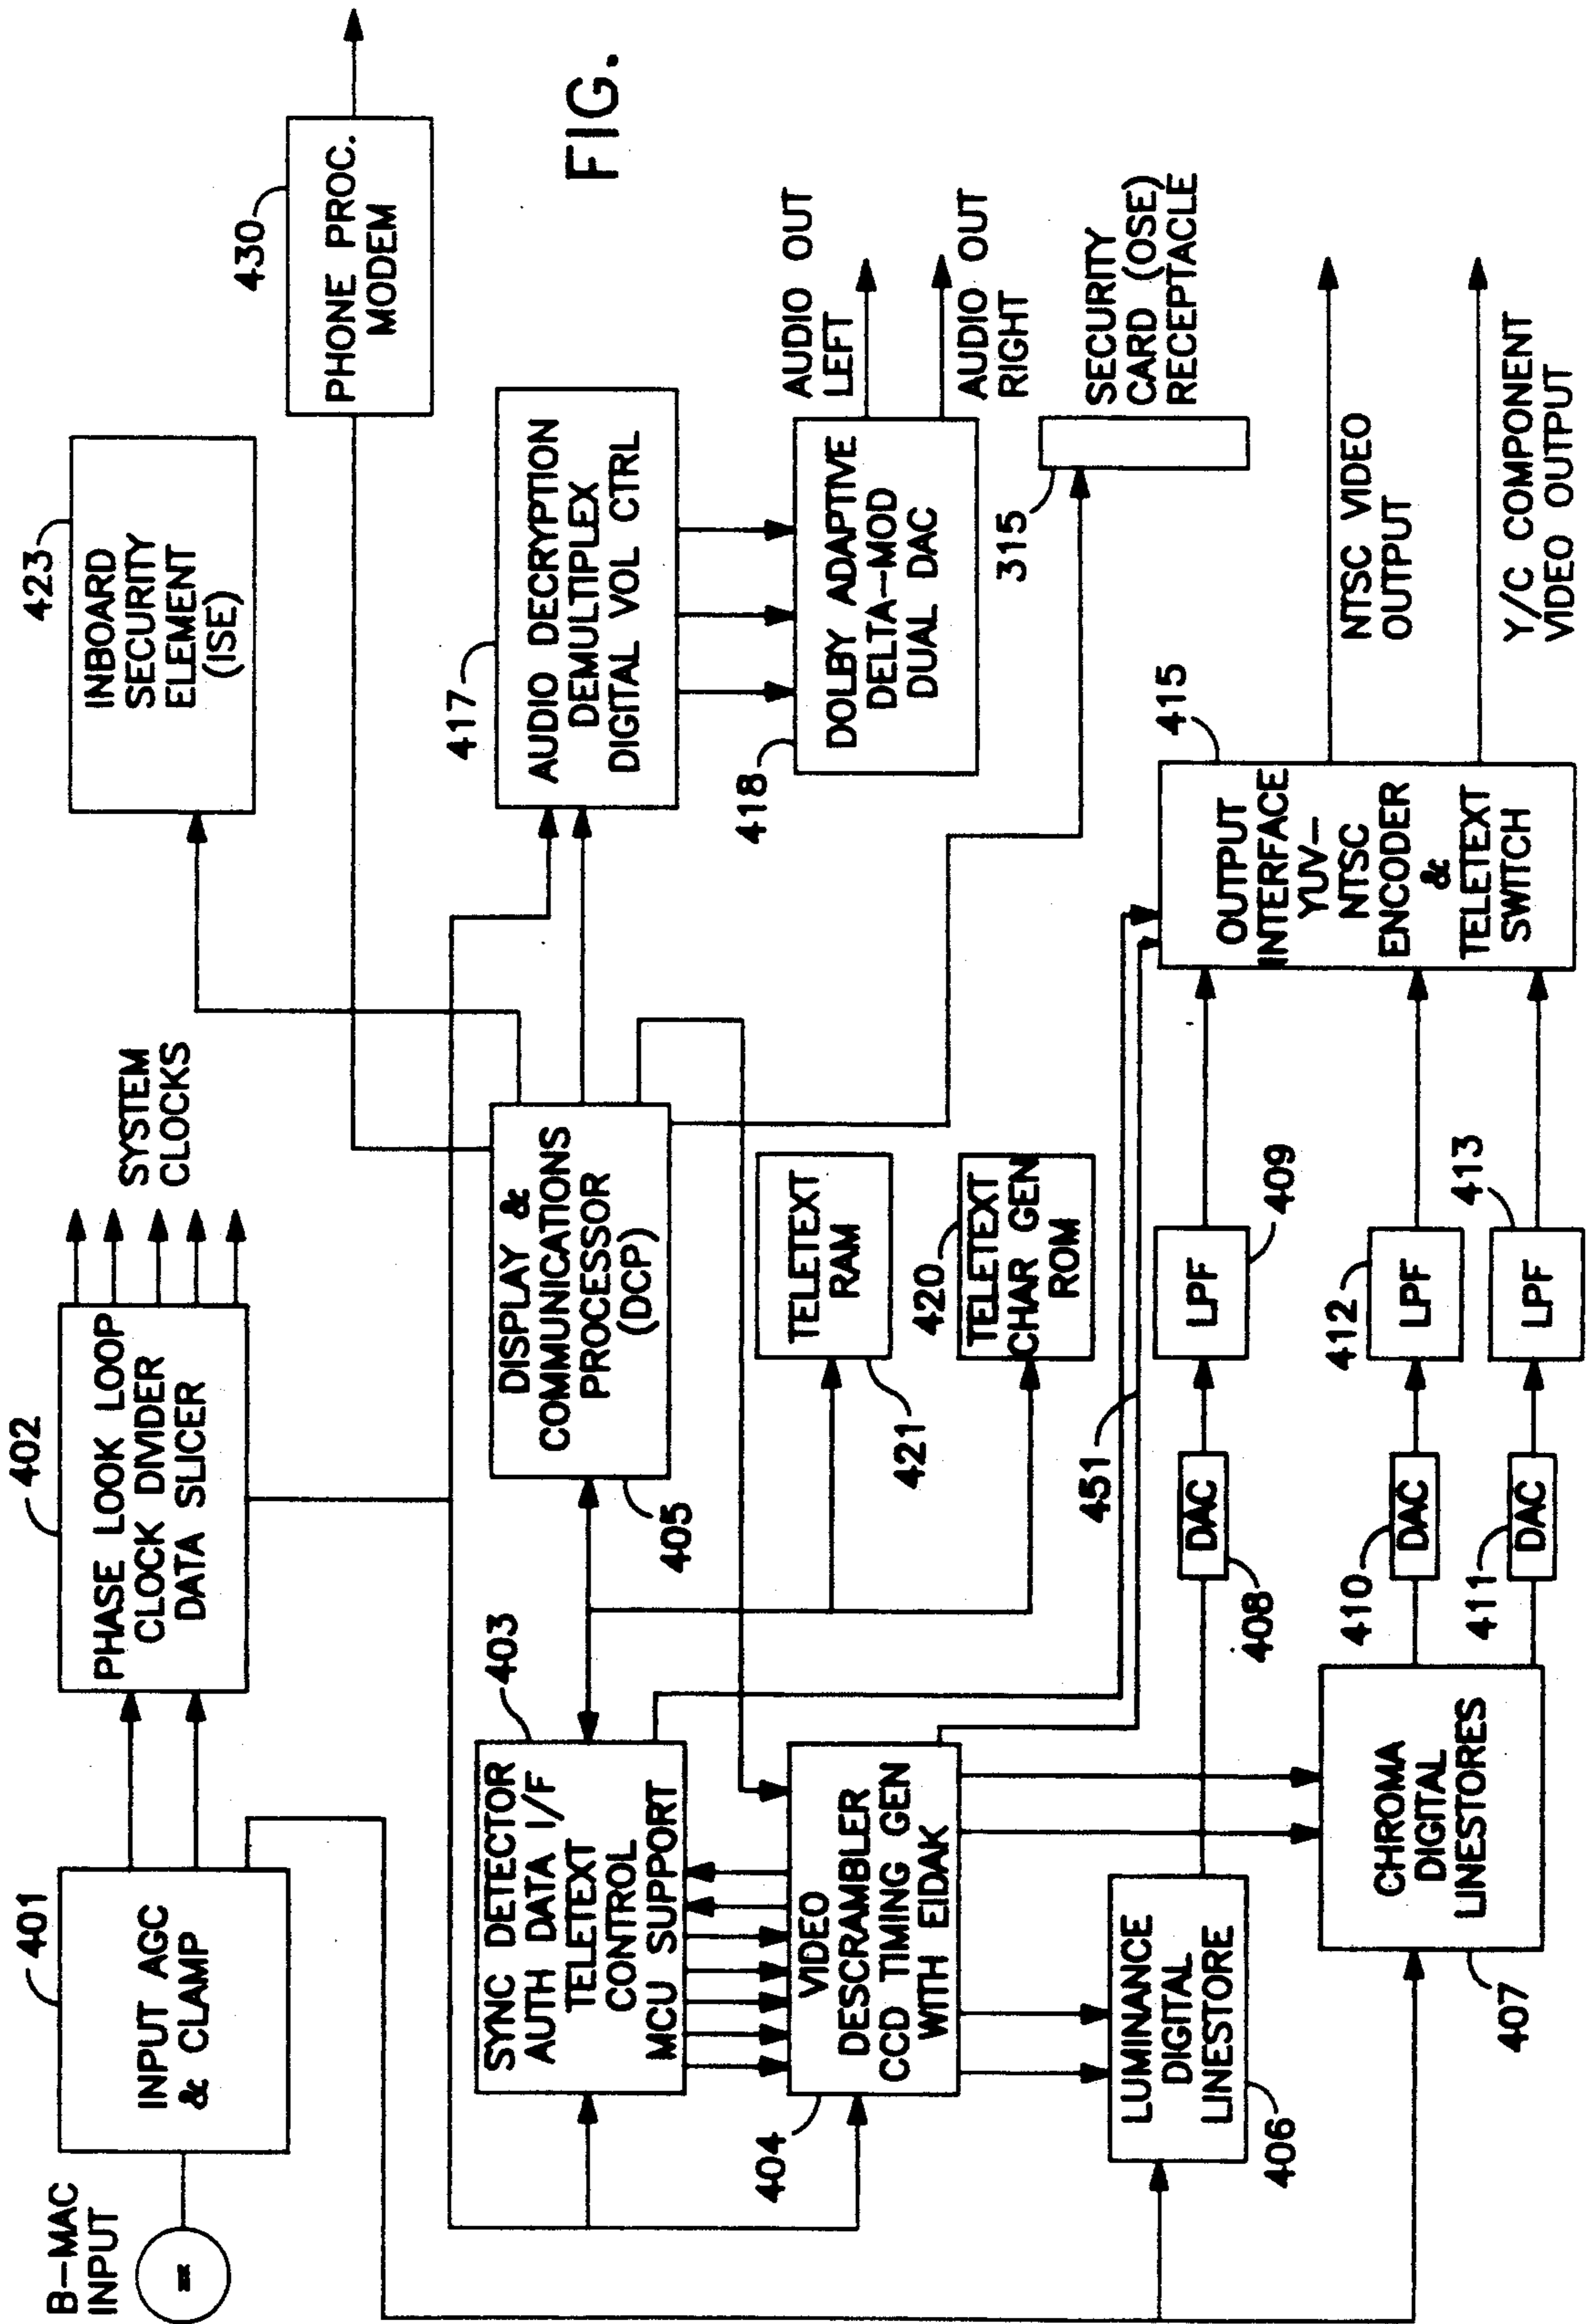 B-MAC
INPUT
=
401
INPUT AGC
& CLAMP
402
PHASE LOOK LOOP
CLOCK DIVIDER
DATA SLICER
SYSTEM
CLOCKS
423
INBOARD
SECURITY
ELEMENT
(ISE)
430
PHONE PROC.
MODEM
FIG.
403
SYNC DETECTOR
AUTH DATA I/F
TELETEXT
CONTROL
MCU SUPPORT
DISPLAY &
COMMUNICATIONS
PROCESSOR
(DCP)
405
417
AUDIO DECRYPTION
DEMULTIPLEX
DIGITAL VOL CTRL
404
VIDEO
DESCRAMBLER
CCD TIMING GEN
WITH EIDAK
TELETEXT
RAM
421
418
DOLBY ADAPTIVE
DELTA-MOD
DUAL DAC
AUDIO OUT
LEFT
AUDIO OUT
RIGHT
420
TELETEXT
CHAR GEN
ROM
315
SECURITY
CARD (OSE)
RECEPTACLE
451
LUMINANCE
DIGITAL
LINESTORE
406
DAC
408
LPF
409
OUTPUT
INTERFACE
YUV-
NTSC
ENCODER
&
TELETEXT
SWITCH
415
NTSC VIDEO
OUTPUT
CHROMA
DIGITAL
LINESTORES
407
410
DAC
412
LPF
411
DAC
413
LPF
Y/C COMPONENT
VIDEO OUTPUT